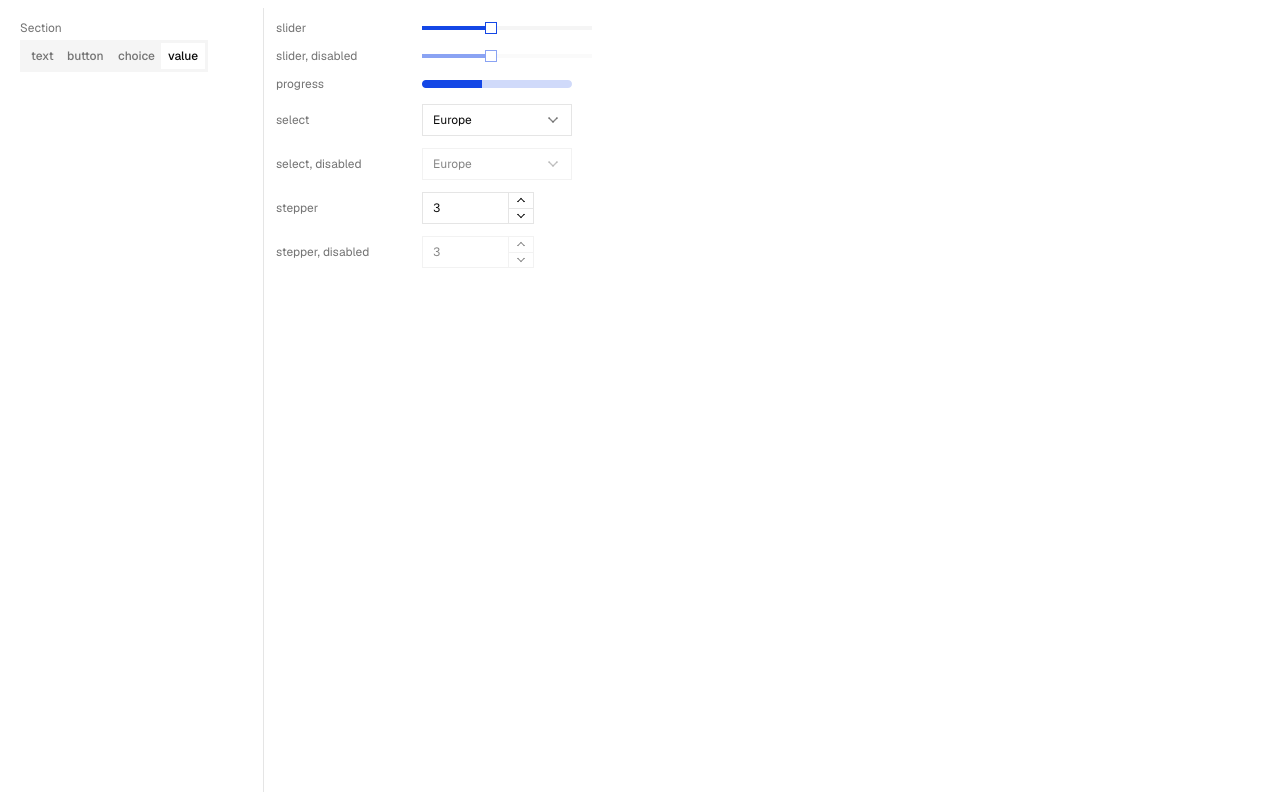 Section
text button choice value
slider
slider, disabled
progress
select Europe
select, disabled Europe
stepper 3
stepper, disabled 3